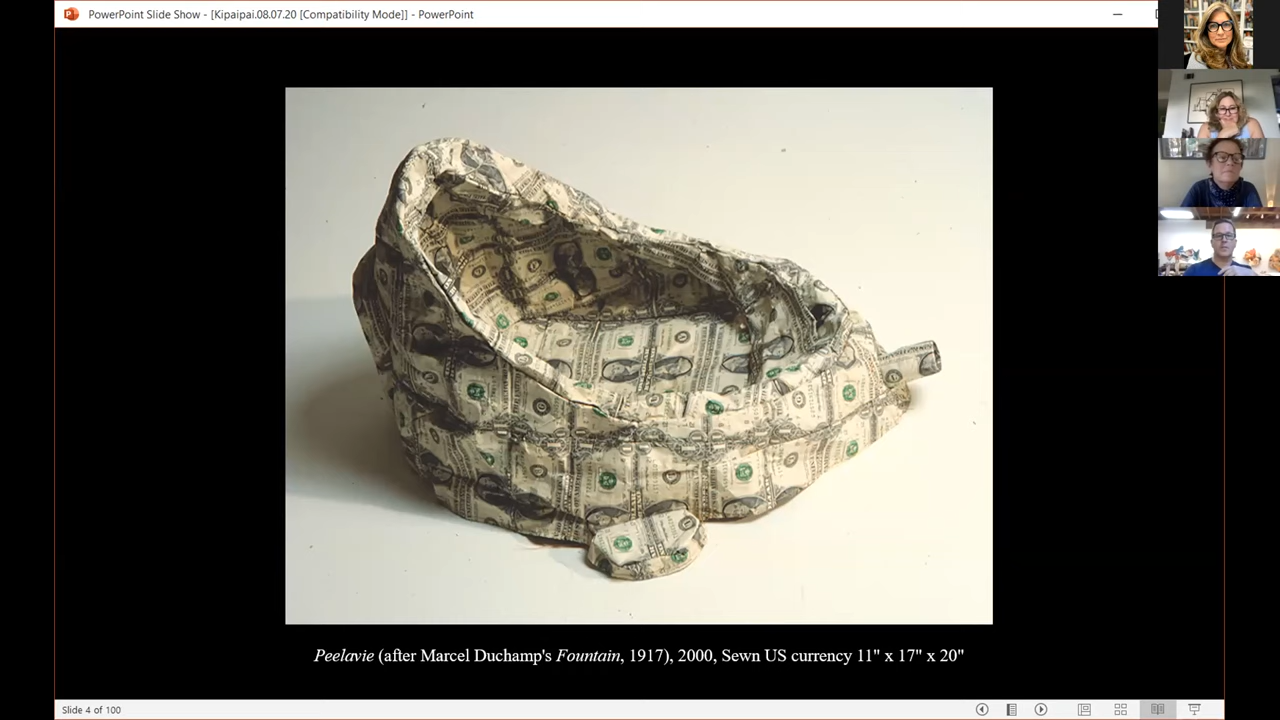 PowerPoint Slide Show - [Kipaipai.08.07.20 [Compatibility Mode]] - PowerPoint
Peelavie (after Marcel Duchamp's Fountain, 1917), 2000, Sewn US currency 11" x 17" x 20"
Slide 4 of 100